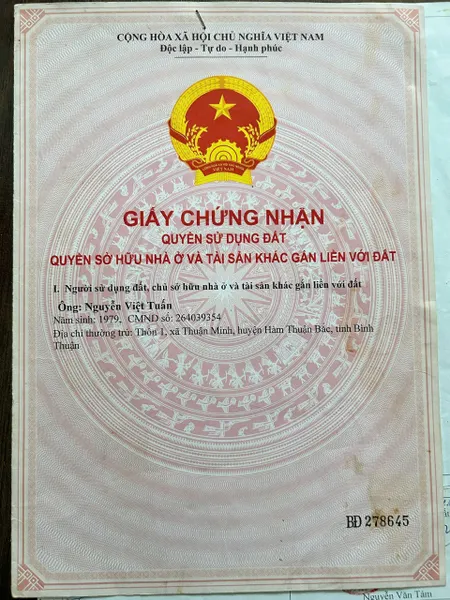 CỘNG HÒA XÃ HỘI CHỦ NGHĨA VIỆT NAM
Độc lập - Tự do - Hạnh phúc
VIỆT NAM
GIẤY CHỨNG NHẬN
QUYỀN SỬ DỤNG ĐẤT
QUYỀN SỞ HỮU NHÀ Ở VÀ TÀI SẢN KHÁC GẮN LIỀN VỚI ĐẤT
I. Người sử dụng đất, chủ sở hữu nhà ở và tài sản khác gắn liền với đất
Ông: Nguyễn Viết Tuấn
Năm sinh: 1979, CMND số: 264039354
Địa chỉ thường trú: Thôn 1, xã Thuận Minh, huyện Hàm Thuận Bắc, tỉnh Bình
Thuận
BĐ 278645
Nguyễn Văn Tâm